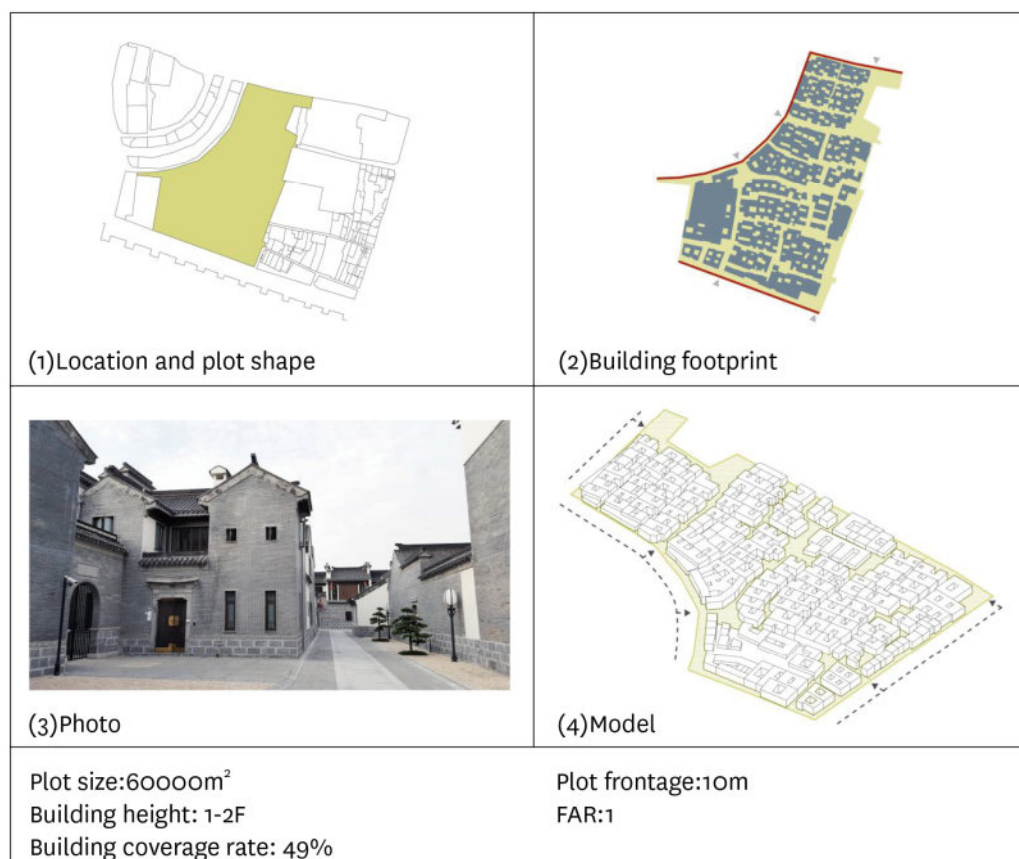 (1)Location and plot shape
(2)Building footprint
(3)Photo
(4)Model
Plot size:60000m²
Building height: 1-2F
Building coverage rate: 49%
Plot frontage:10m
FAR:1